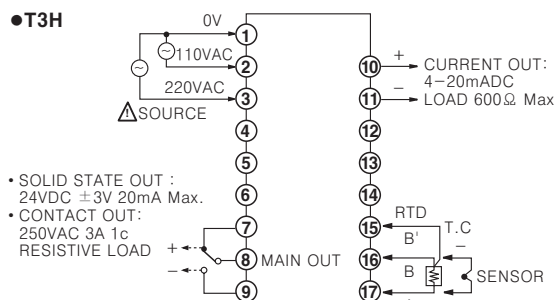 ●T3H
0V
1
110VAC
2
220VAC
3
SOURCE
4
5
6
• SOLID STATE OUT :
24VDC ±3V 20mA Max.
• CONTACT OUT:
250VAC 3A 1c
RESISTIVE LOAD
7
+
8 MAIN OUT
−
9
10 + CURRENT OUT:
4−20mADC
11 − LOAD 600Ω Max
12
13
14
15 RTD
T.C
B'
−
16
B
SENSOR
17